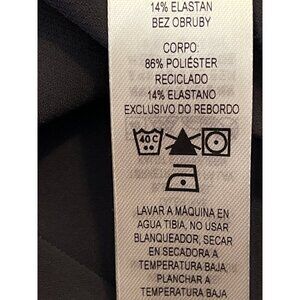 14% ELASTAN
BEZ OBRUBY
CORPO:
86% POLIÉSTER
RECICLADO
14% ELASTANO
EXCLUSIVO DO REBORDO
40 C
LAVAR A MÁQUINA EN
AGUA TIBIA, NO USAR
BLANQUEADOR, SECAR
EN SECADORA A
TEMPERATURA BAJA
PLANCHAR A
TEMPERATURA BAJA